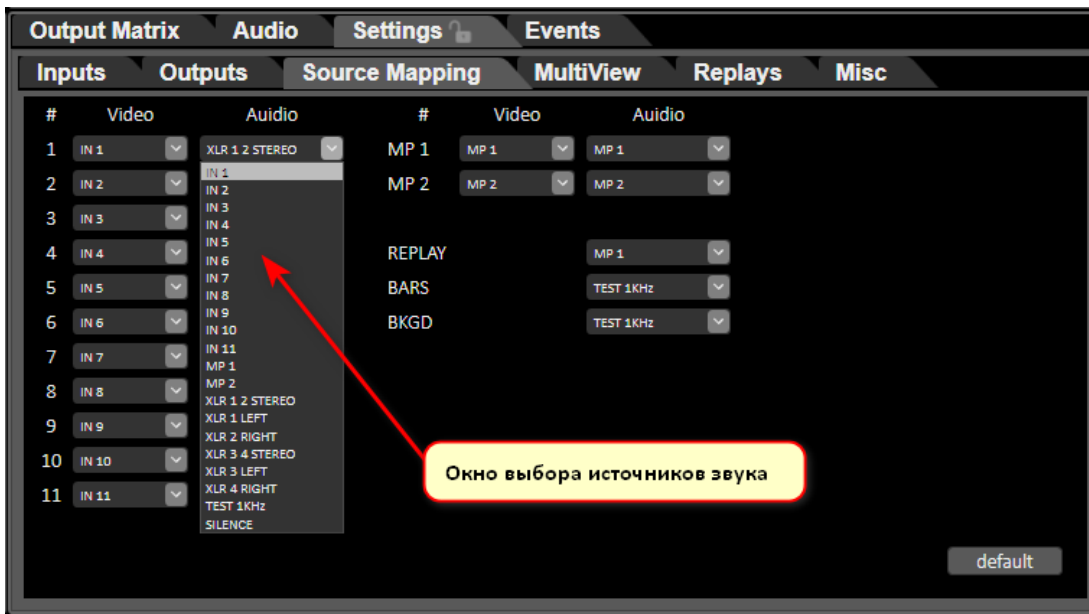 Output Matrix Audio Settings Events
Inputs Outputs Source Mapping MultiView Replays Misc
# Video Auidio # Video Auidio
1 IN 1 XLR 1 2 STEREO MP 1 MP 1 MP 1
IN 1
2 IN 2 IN 2 MP 2 MP 2 MP 2
IN 3
3 IN 3 IN 4
IN 5
4 IN 4 IN 6 REPLAY MP 1
IN 7
5 IN 5 IN 8 BARS TEST 1KHz
IN 9
6 IN 6 IN 10 BKGD TEST 1KHz
IN 11
7 IN 7 MP 1
MP 2
8 IN 8 XLR 1 2 STEREO
XLR 1 LEFT
9 IN 9 XLR 2 RIGHT
XLR 3 4 STEREO
10 IN 10 XLR 3 LEFT Окно выбора источников звука
XLR 4 RIGHT
11 IN 11 TEST 1KHz
SILENCE
default